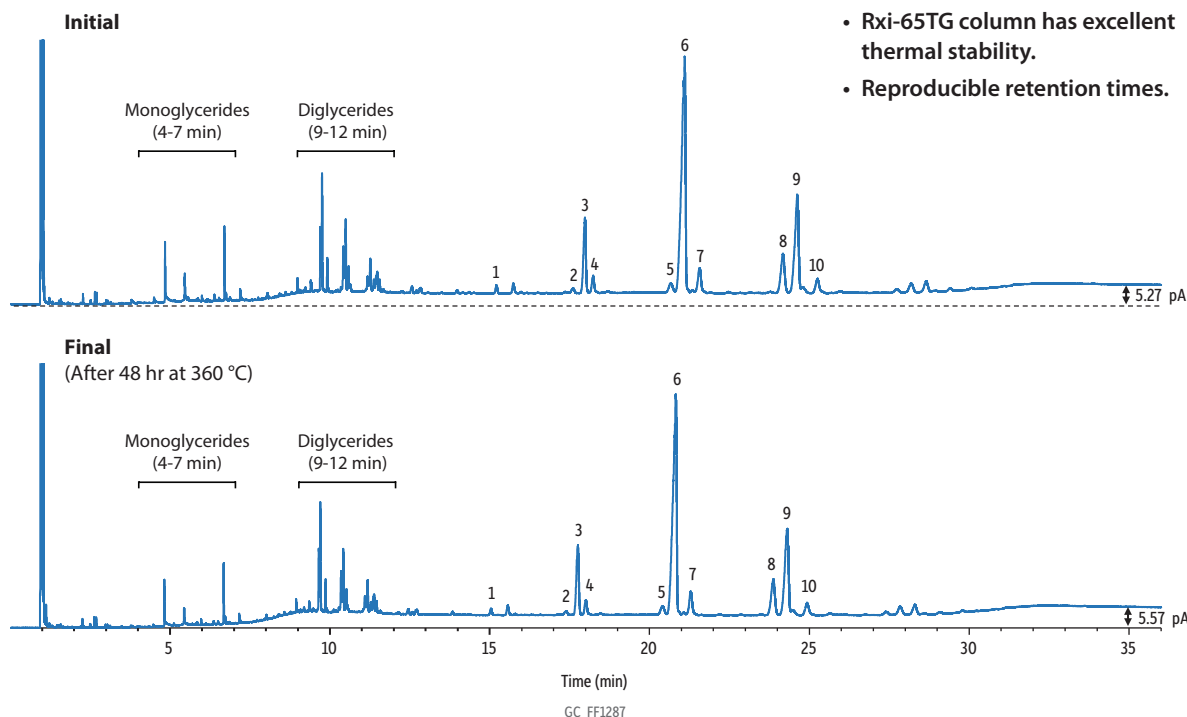 Initial
• Rxi-65TG column has excellent
thermal stability.
• Reproducible retention times.
Monoglycerides
(4-7 min)
Diglycerides
(9-12 min)
1
2
3
4
5
6
7
8
9
10
5.27 pA
Final
(After 48 hr at 360 °C)
Monoglycerides
(4-7 min)
Diglycerides
(9-12 min)
1
2
3
4
5
6
7
8
9
10
5.57 pA
5 10 15 20 25 30 35
Time (min)
GC_FF1287